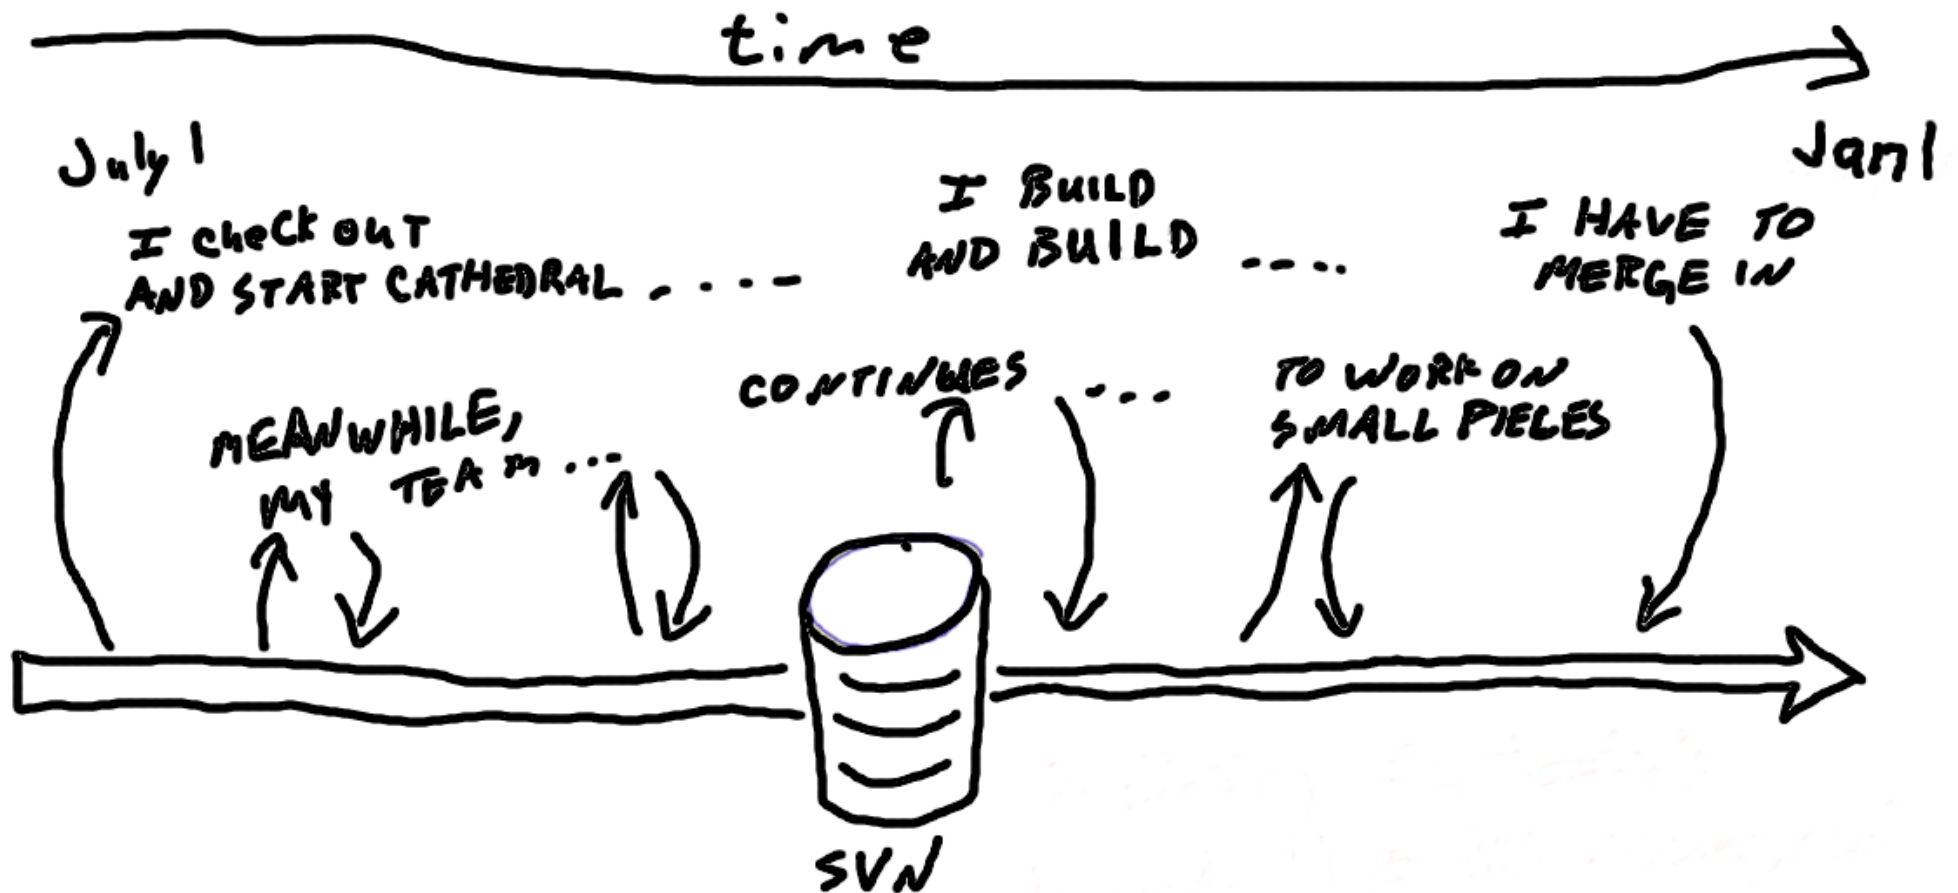 time
July 1
Jan 1
I check out
AND START CATHEDRAL . . . -
I BUILD
AND BUILD ....
I HAVE TO
MERGE IN
MEANWHILE,
MY TEAM ...
CONTINUES ...
TO WORK ON
SMALL PIECES
SVN